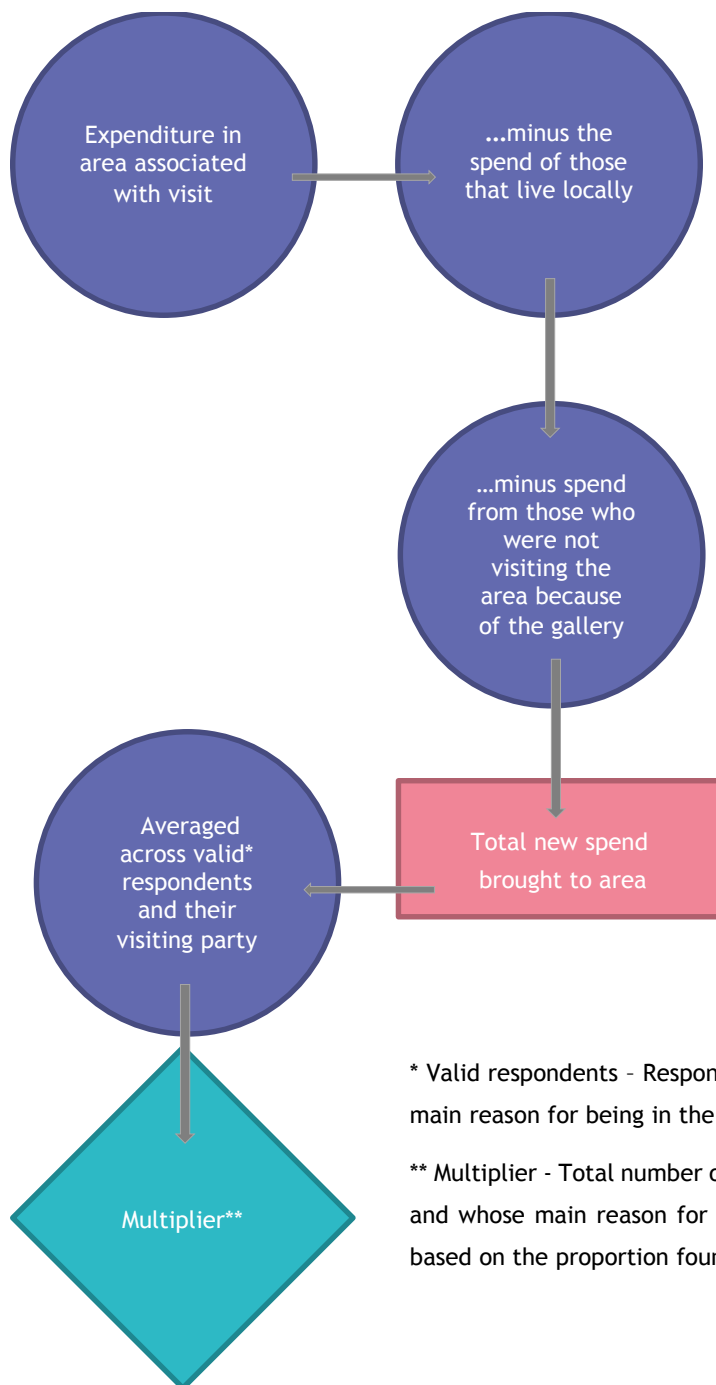 Expenditure in
area associated
with visit
...minus the
spend of those
that live locally
…minus spend
from those who
were not
visiting the
area because
of the gallery
Total new spend
brought to area
Averaged
across valid*
respondents
and their
visiting party
Multiplier**
* Valid respondents – Respon
main reason for being in the
** Multiplier - Total number o
and whose main reason for
based on the proportion foun